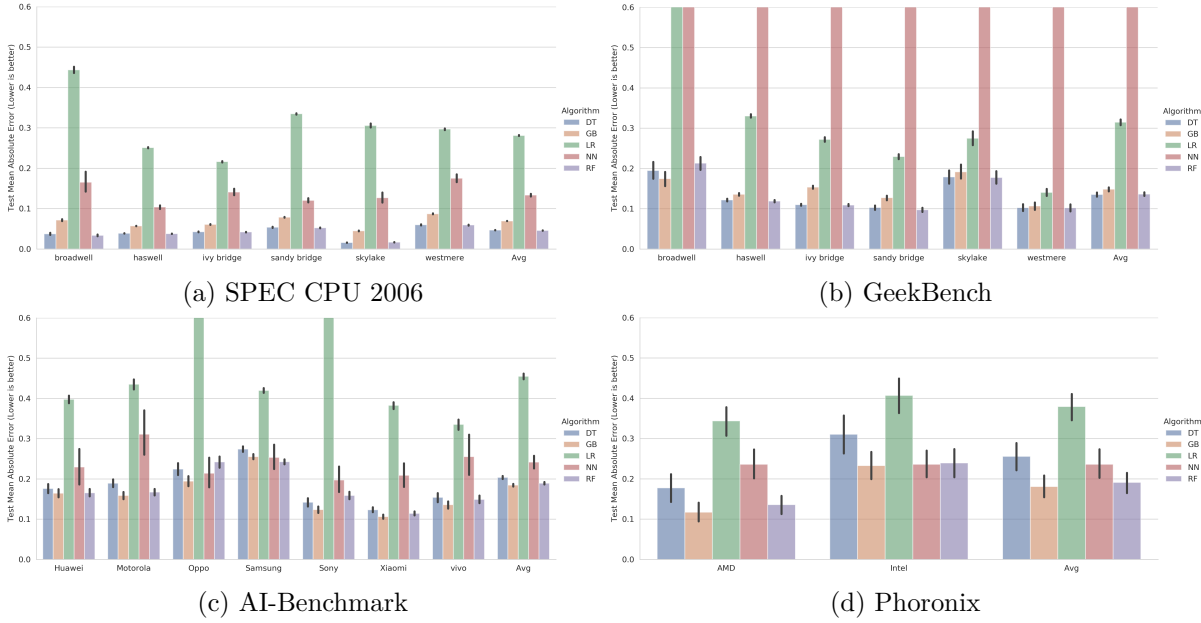 Test Mean Absolute Error (Lower is better)
0.6
0.5
0.4
0.3
0.2
0.1
0.0
broadwell haswell ivy bridge sandy bridge skylake westmere Avg
Algorithm
DT
GB
LR
NN
RF
(a) SPEC CPU 2006
Test Mean Absolute Error (Lower is better)
0.6
0.5
0.4
0.3
0.2
0.1
0.0
broadwell haswell ivy bridge sandy bridge skylake westmere Avg
Algorithm
DT
GB
LR
NN
RF
(b) GeekBench
Test Mean Absolute Error (Lower is better)
0.6
0.5
0.4
0.3
0.2
0.1
0.0
Huawei Motorola Oppo Samsung Sony Xiaomi vivo Avg
Algorithm
DT
GB
LR
NN
RF
(c) AI-Benchmark
Test Mean Absolute Error (Lower is better)
0.6
0.5
0.4
0.3
0.2
0.1
0.0
AMD Intel Avg
Algorithm
DT
GB
LR
NN
RF
(d) Phoronix